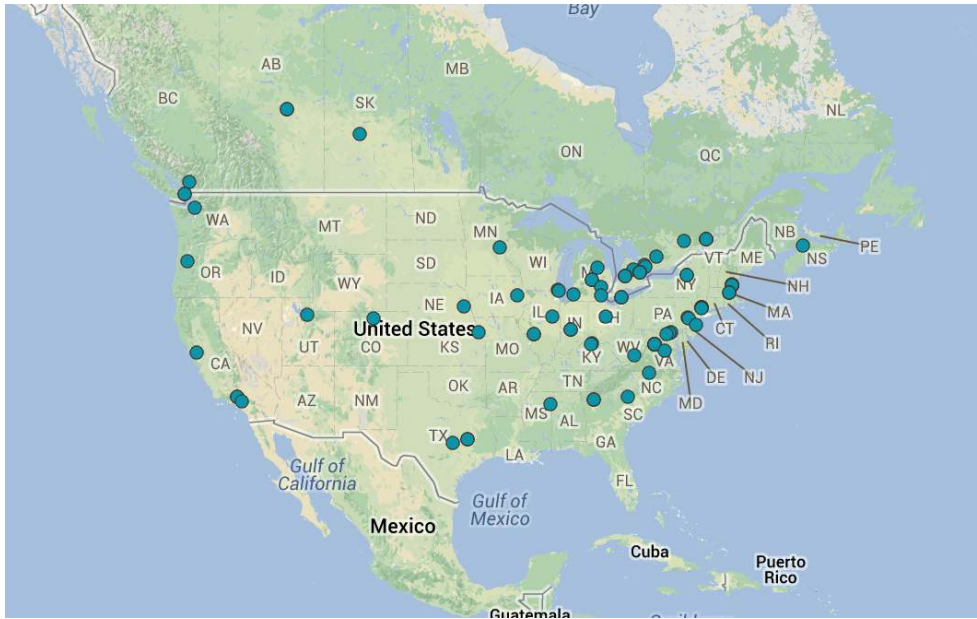 Bay
AB
MB
BC
SK
NL
ON
QC
NB
PE
WA
MT
ND
MN
VT
ME
NS
OR
ID
SD
WI
M
NY
NH
WY
MA
NE
IA
IL
IN
H
PA
CT
RI
NV
UT
CO
United States
KS
MO
KY
WV
VA
NJ
DE
MD
CA
AZ
NM
OK
AR
TN
NC
SC
MS
AL
GA
TX
LA
FL
Gulf of
California
Gulf of
Mexico
Mexico
Cuba
Puerto
Rico
Guatemala